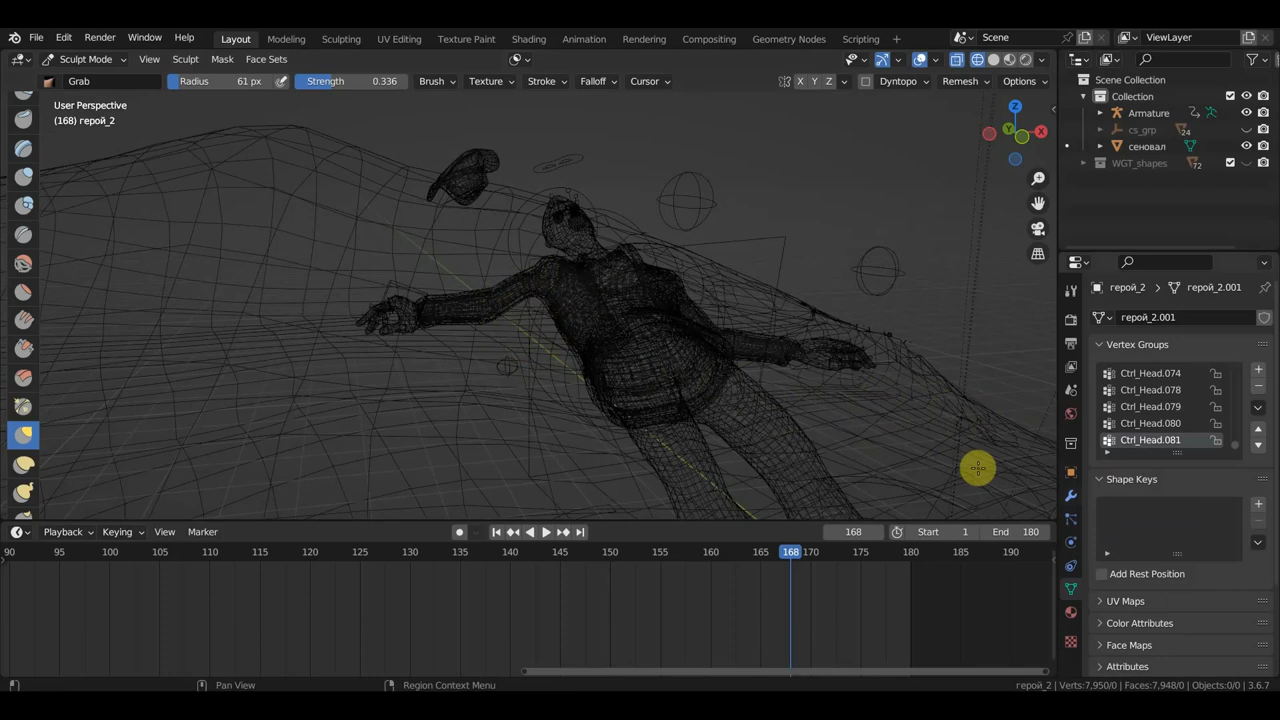 File Edit Render Window Help Layout Modeling Sculpting UV Editing Texture Paint Shading Animation Rendering Compositing Geometry Nodes Scripting + Scene ViewLayer
Sculpt Mode View Sculpt Mask Face Sets
Grab Radius 61 px Strength 0.336 Brush Texture Stroke Falloff Cursor X Y Z Dyntopo Remesh Options
User Perspective
(168) герой_2
Z
X
Y
Scene Collection
Collection
Armature
cs_grp 24
сеновал
WGT_shapes 72
герой_2 герой_2.001
герой_2.001
Vertex Groups
Ctrl_Head.074
Ctrl_Head.078
Ctrl_Head.079
Ctrl_Head.080
Ctrl_Head.081
Shape Keys
Add Rest Position
UV Maps
Color Attributes
Face Maps
Attributes
Playback Keying View Marker 168 Start 1 End 180
90 95 100 105 110 115 120 125 130 135 140 145 150 155 160 165 168 170 175 180 185 190
Pan View Region Context Menu герой_2 | Verts:7,950/0 | Faces:7,948/0 | Objects:0/0 | 3.6.7